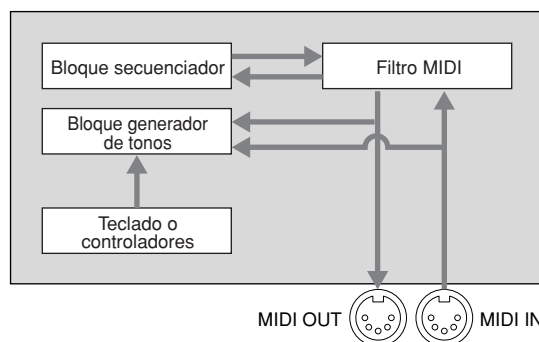 Bloque secuenciador
Filtro MIDI
Bloque generador
de tonos
Teclado o
controladores
MIDI OUT
MIDI IN